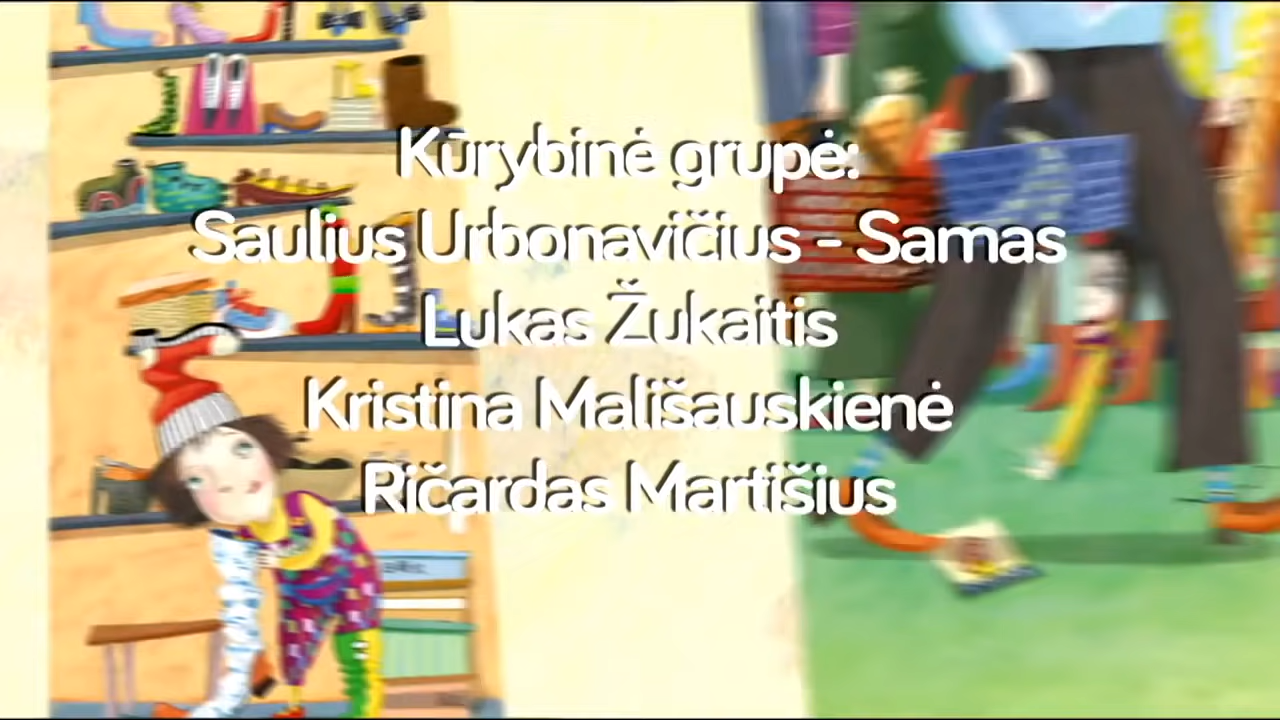 Kūrybinė grupė:
Saulius Urbonavičius - Samas
Lukas Žukaitis
Kristina Mališauskienė
Ričardas Martišius